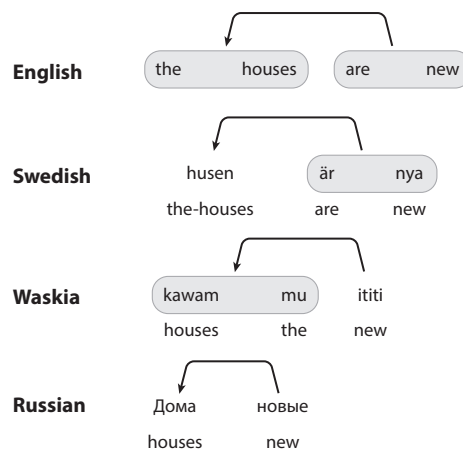 English the houses are new
Swedish husen är nya
the-houses are new
Waskia kawam mu ititi
houses the new
Russian Дома новые
houses new